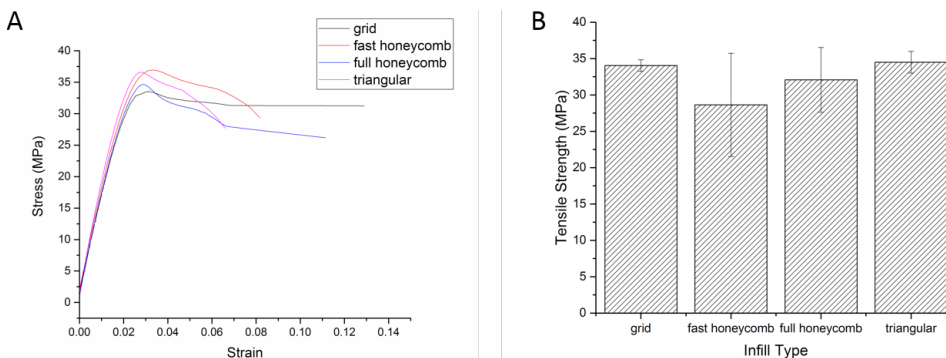 A
grid
fast honeycomb
full honeycomb
triangular
40
35
30
25
20
15
10
5
0
Stress (MPa)
0.00 0.02 0.04 0.06 0.08 0.10 0.12 0.14
Strain
B
40
35
30
25
20
15
10
5
0
Tensile Strength (MPa)
grid fast honeycomb full honeycomb triangular
Infill Type